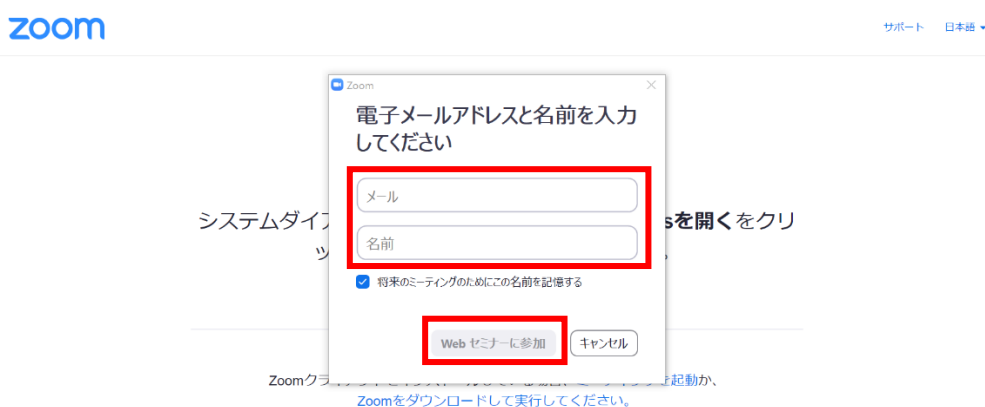 zoom
サポート 日本語
Zoom
電子メールアドレスと名前を入力
してください
メール
名前
システムダイ
sを開くをクリ
ッ
将来のミーティングのためにこの名前を記憶する
Web セミナーに参加 キャンセル
Zoomクラ を起動か、
Zoomをダウンロードして実行してください。